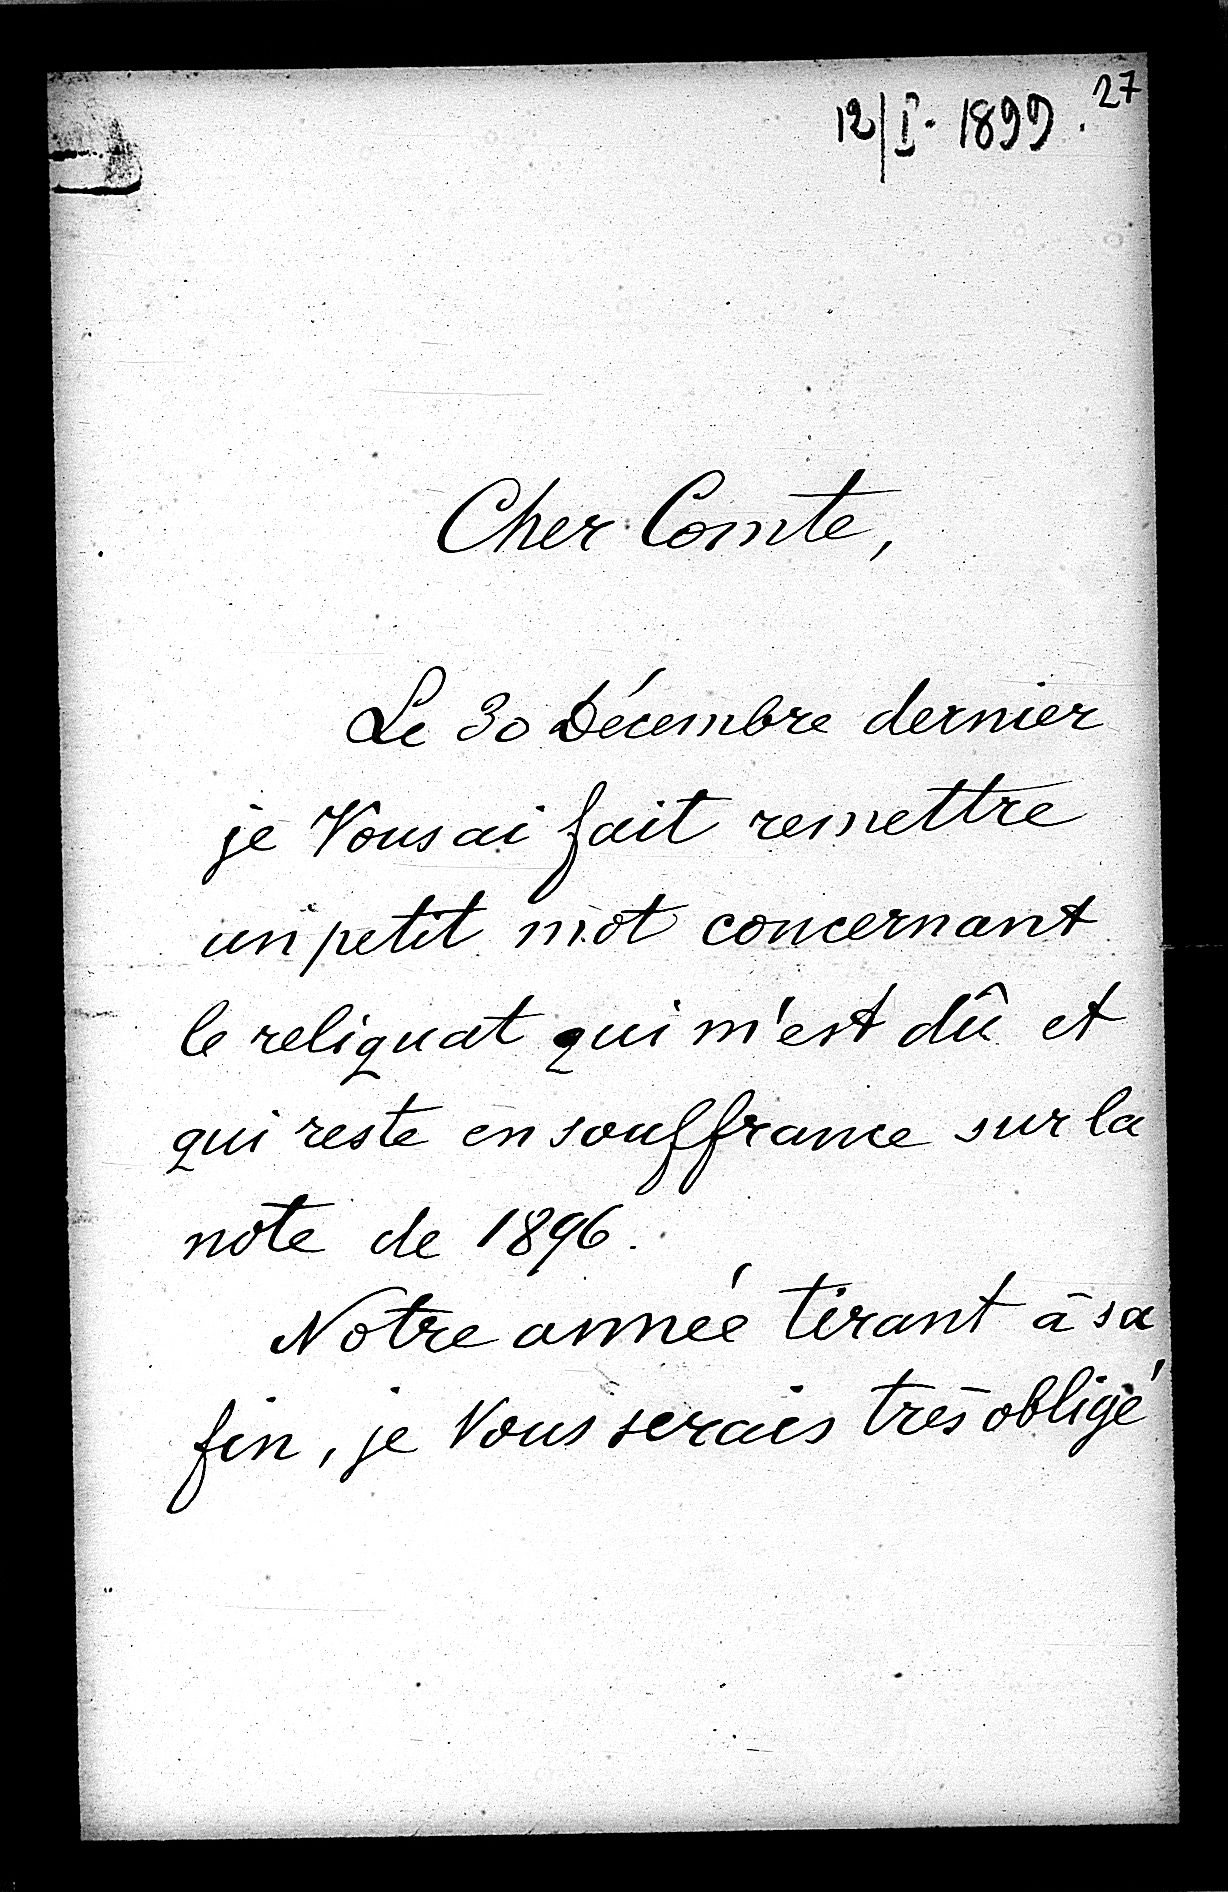 27
12/I. 1899.
Cher Comte,
Le 30 Décembre dernier
je Vous ai fait remettre
un petit mot concernant
le reliquat qui m'est dû et
qui reste en souffrance sur la
note de 1896.
Notre année tirant à sa
fin, je Vous serais très obligé